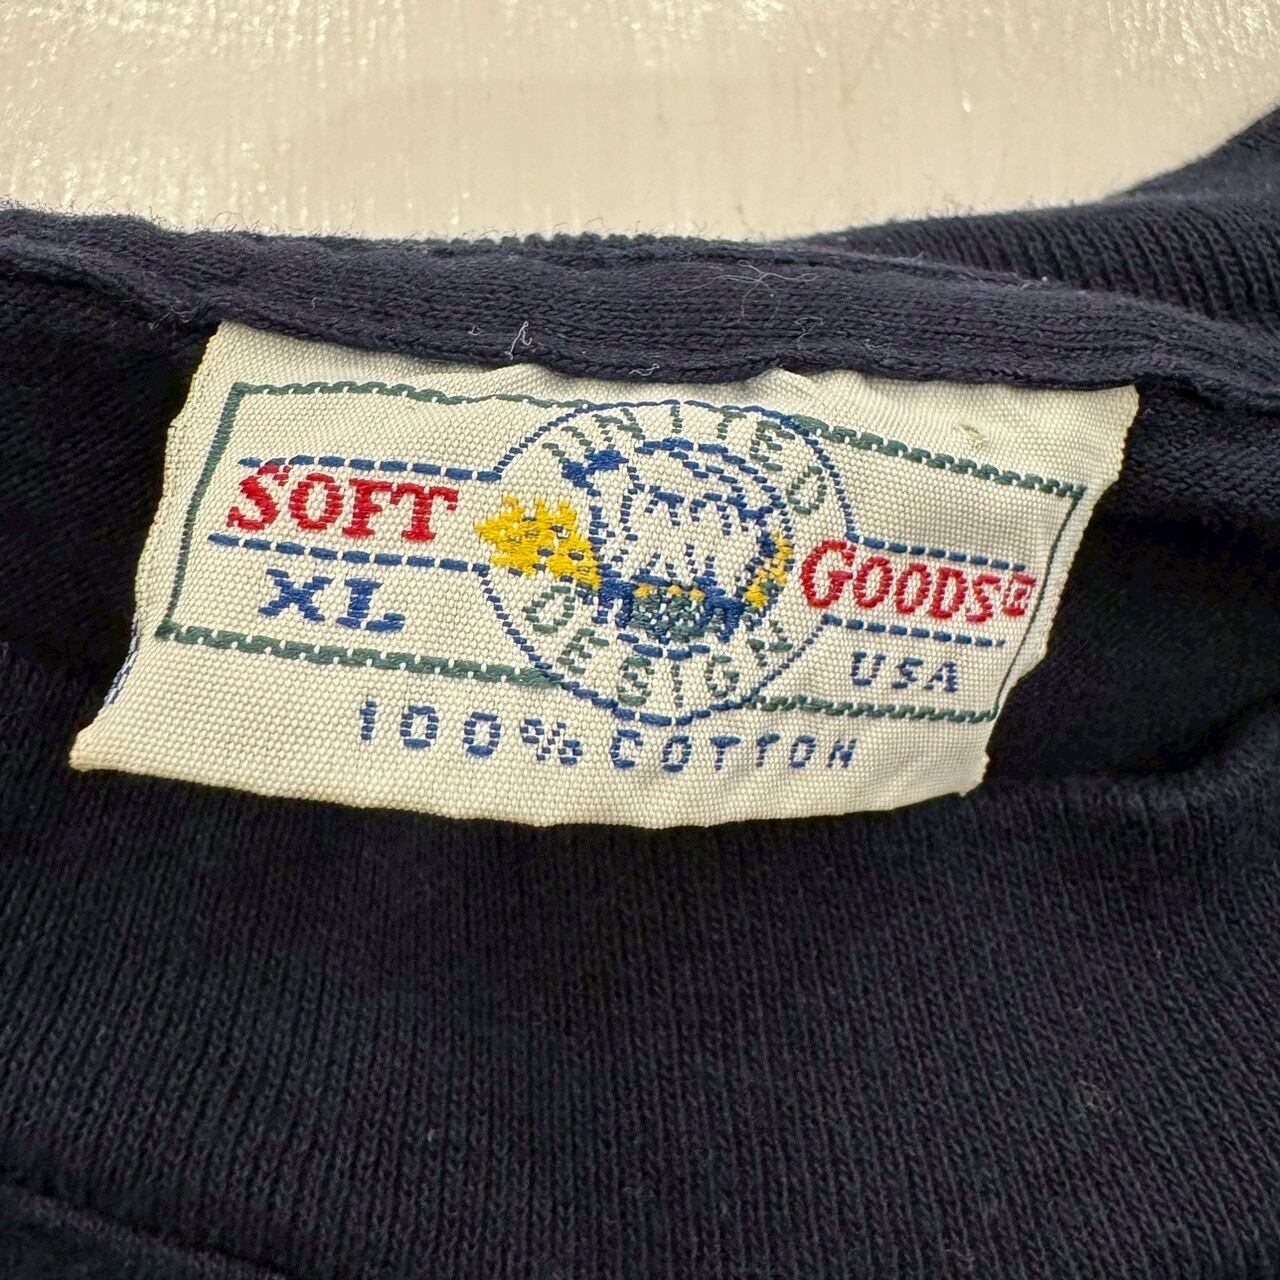 UNITED
SOFT GOODS®
XL
DESIGN
USA
100% COTTON